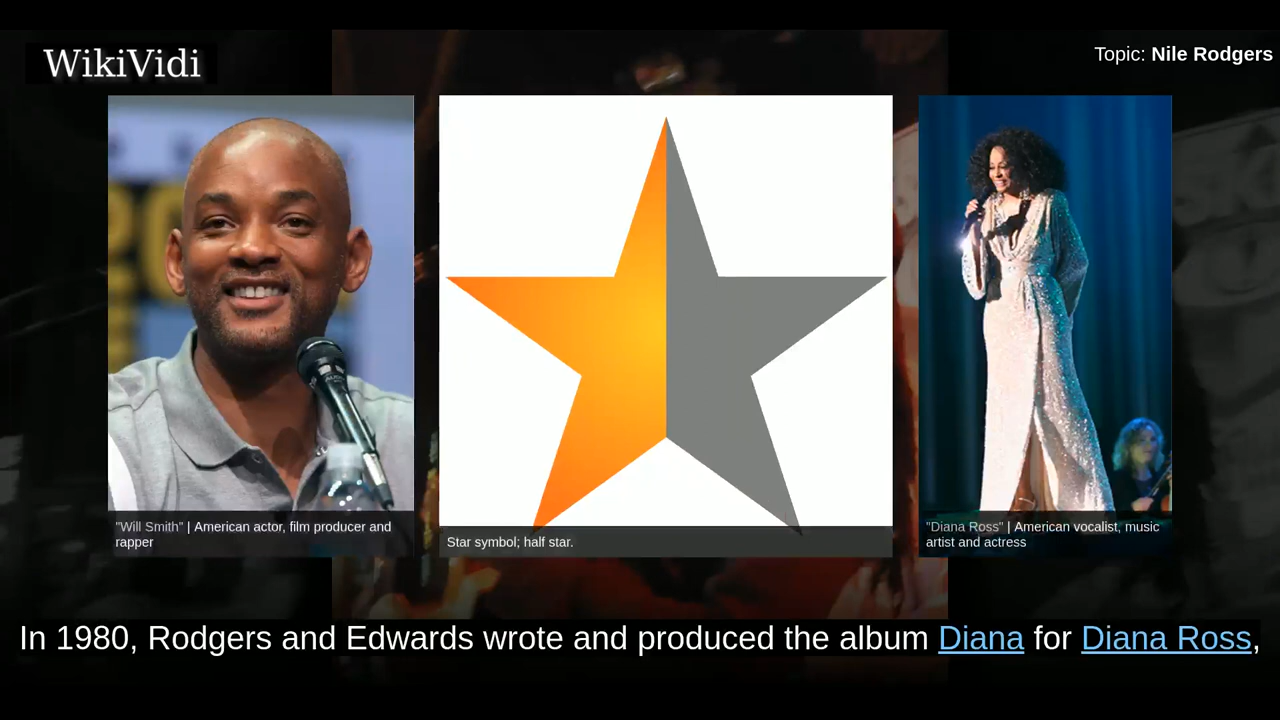 WikiVidi
Topic: Nile Rodgers
"Will Smith" | American actor, film producer and
rapper
Star symbol; half star.
"Diana Ross" | American vocalist, music
artist and actress
In 1980, Rodgers and Edwards wrote and produced the album Diana for Diana Ross,